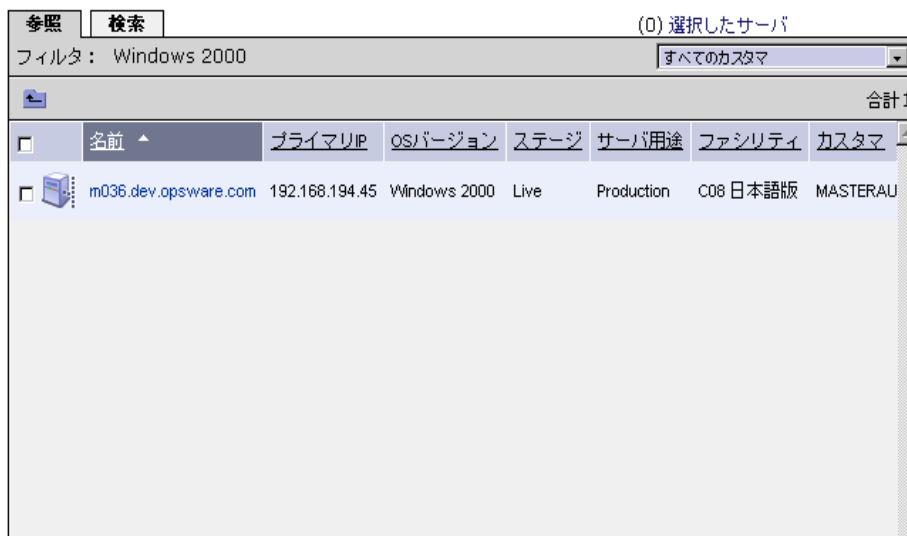 参照 検索 (0) 選択したサーバ
フィルタ： Windows 2000 すべてのカスタマ
合計1
名前 プライマリIP OSバージョン ステージ サーバ用途 ファシリティ カスタマ
m036.dev.opsware.com 192.168.194.45 Windows 2000 Live Production C08 日本語版 MASTERAU